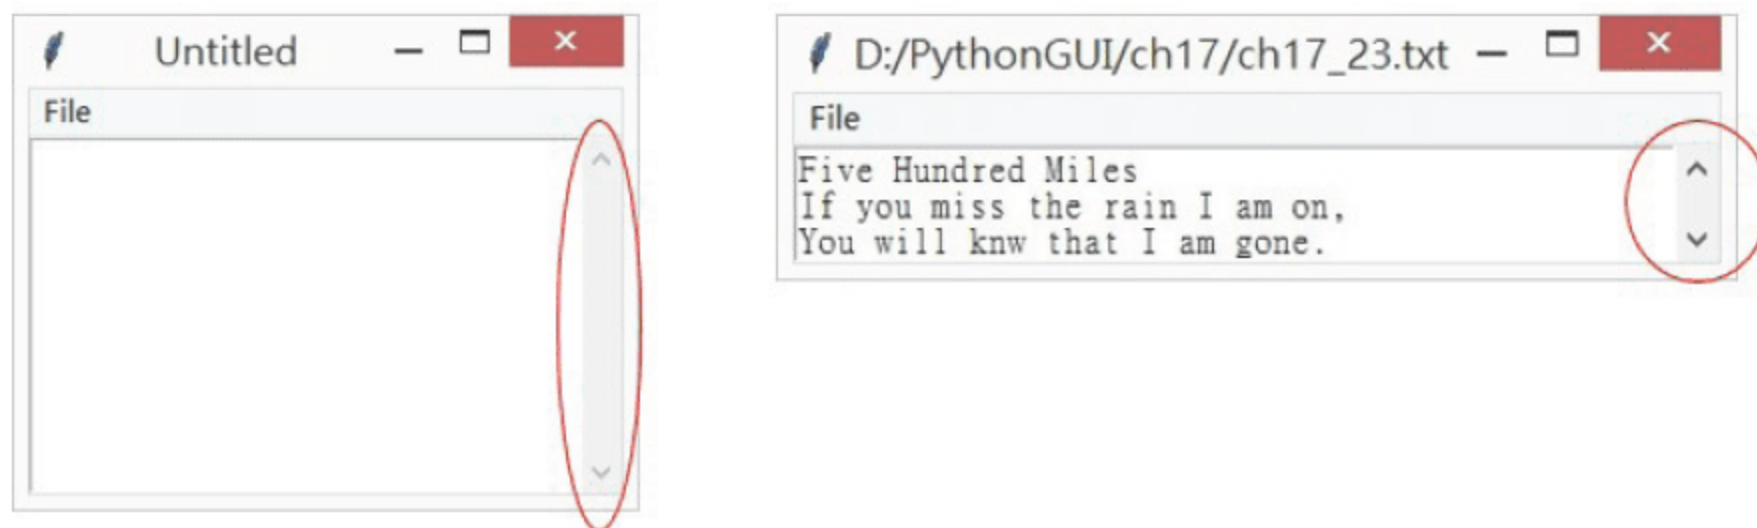 Untitled
File
D:/PythonGUI/ch17/ch17_23.txt
File
Five Hundred Miles
If you miss the rain I am on,
You will knw that I am gone.